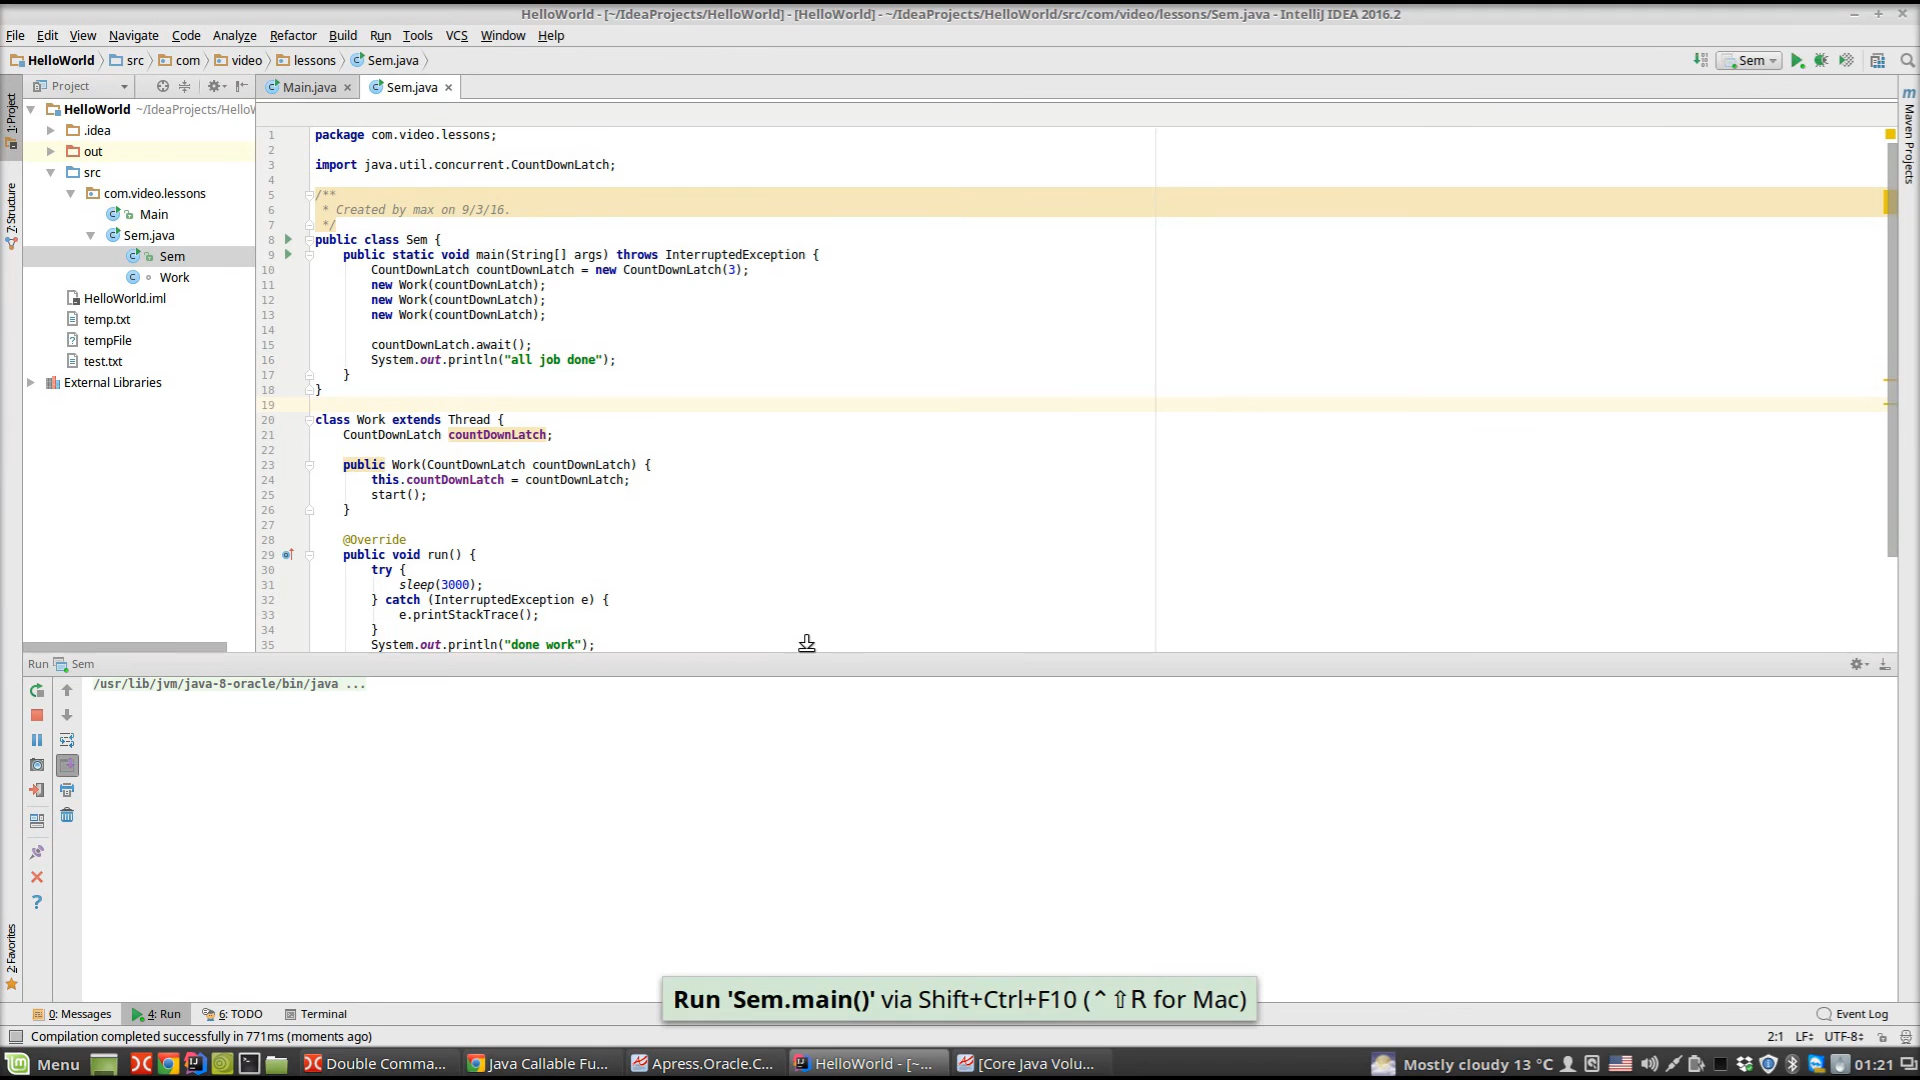 HelloWorld - [~/IdeaProjects/HelloWorld] - [HelloWorld] - ~/IdeaProjects/HelloWorld/src/com/video/lessons/Sem.java - IntelliJ IDEA 2016.2
File Edit View Navigate Code Analyze Refactor Build Run Tools VCS Window Help
HelloWorld src com video lessons Sem.java
Sem
Project
Main.java
Sem.java
1: Project
7: Structure
2: Favorites
Maven Projects
HelloWorld ~/IdeaProjects/HelloW
.idea
out
src
com.video.lessons
Main
Sem.java
Sem
Work
HelloWorld.iml
temp.txt
tempFile
test.txt
External Libraries
1 package com.video.lessons;
2
3 import java.util.concurrent.CountDownLatch;
4
5 /**
6 * Created by max on 9/3/16.
7 */
8 public class Sem {
9 public static void main(String[] args) throws InterruptedException {
10 CountDownLatch countDownLatch = new CountDownLatch(3);
11 new Work(countDownLatch);
12 new Work(countDownLatch);
13 new Work(countDownLatch);
14
15 countDownLatch.await();
16 System.out.println("all job done");
17 }
18 }
19
20 class Work extends Thread {
21 CountDownLatch countDownLatch;
22
23 public Work(CountDownLatch countDownLatch) {
24 this.countDownLatch = countDownLatch;
25 start();
26 }
27
28 @Override
29 public void run() {
30 try {
31 sleep(3000);
32 } catch (InterruptedException e) {
33 e.printStackTrace();
34 }
35 System.out.println("done work");
Run Sem
/usr/lib/jvm/java-8-oracle/bin/java ...
Run 'Sem.main()' via Shift+Ctrl+F10 (⌃⇧R for Mac)
0: Messages 4: Run 6: TODO Terminal Event Log
Compilation completed successfully in 771ms (moments ago) 2:1 LF UTF-8
Menu Double Comma... Java Callable Fu... Apress.Oracle.C... HelloWorld - [~-... [Core Java Volu... Mostly cloudy 13 °C 01:21